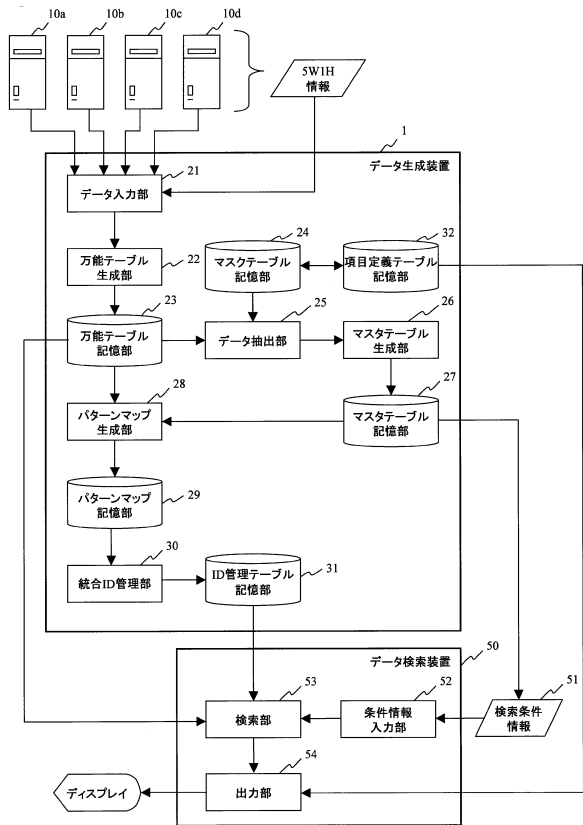 10a
10b
10c
10d
5W1H
情報
1
データ生成装置
21
データ入力部
万能テーブル
生成部
22
24
マスクテーブル
記憶部
32
項目定義テーブル
記憶部
23
万能テーブル
記憶部
25
データ抽出部
26
マスタテーブル
生成部
28
パターンマップ
生成部
27
マスタテーブル
記憶部
パターンマップ
記憶部
29
30
統合ID管理部
ID管理テーブル
記憶部
31
データ検索装置
50
53
検索部
52
条件情報
入力部
51
検索条件
情報
54
出力部
ディスプレイ